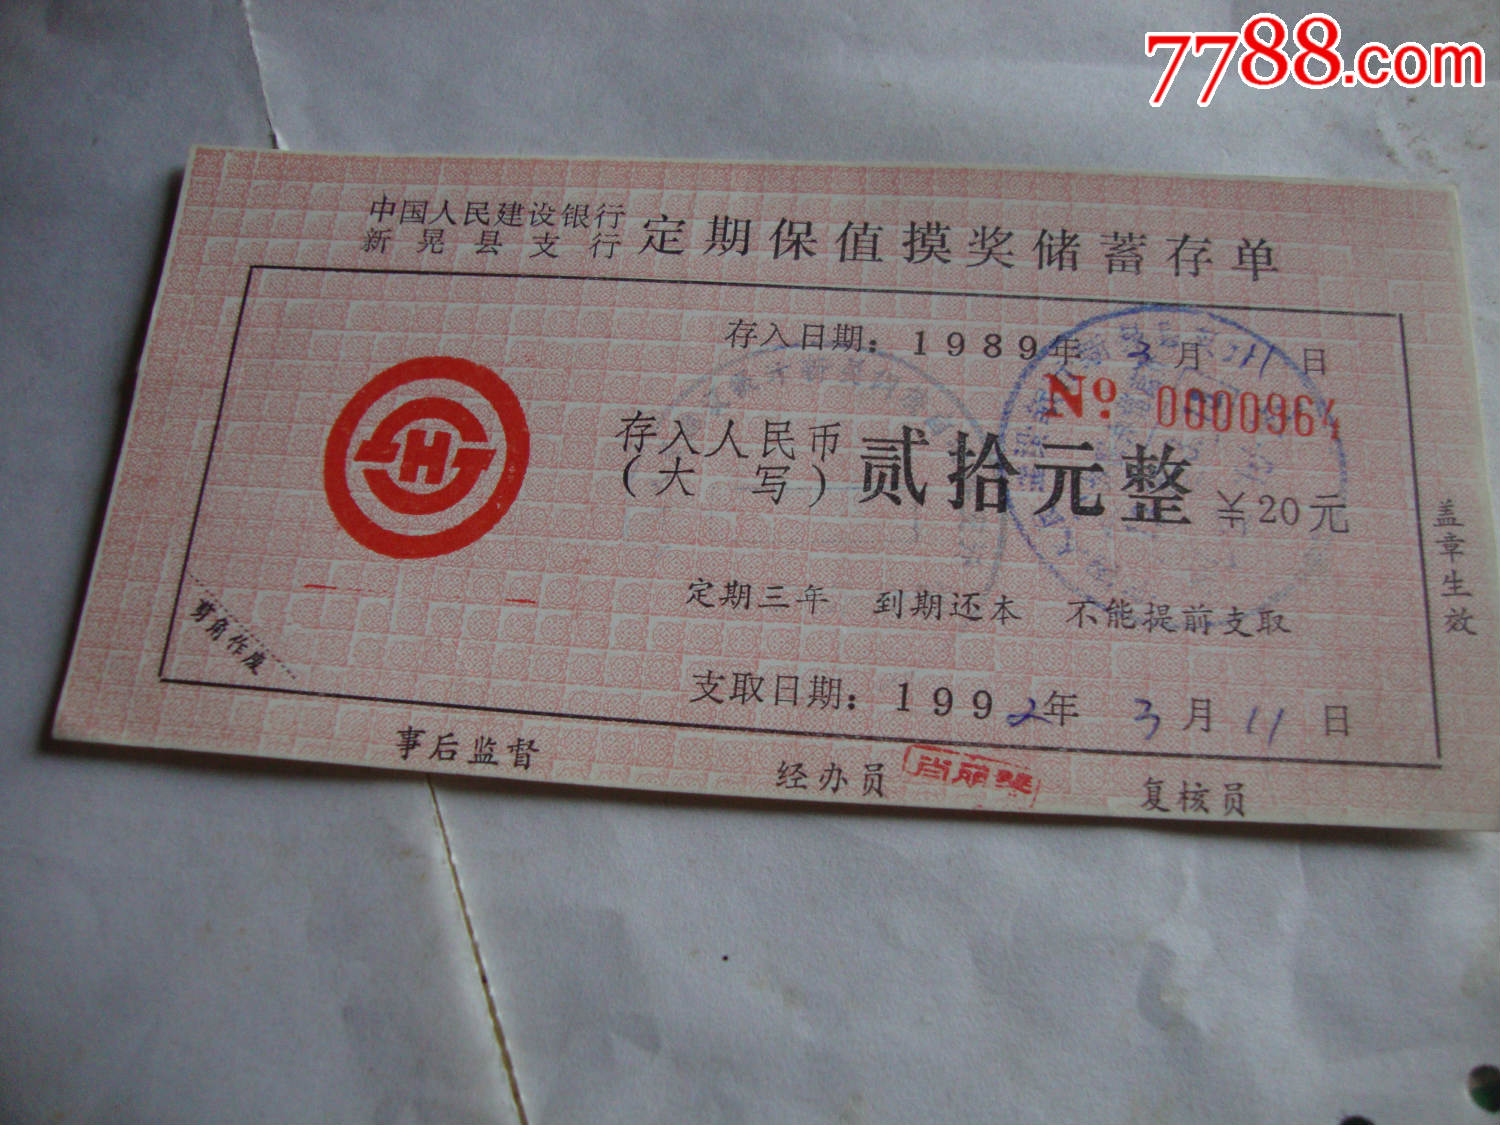 7788.com
中国人民建设银行
新晃县支行
定期保值摸奖储蓄存单
存入日期：1989年3月11日
Nº 0000964
存入人民币
（大写）
贰拾元整
¥20元
盖章生效
定期三年 到期还本 不能提前支取
剪角作废
支取日期：1992年3月11日
事后监督
经办员
复核员